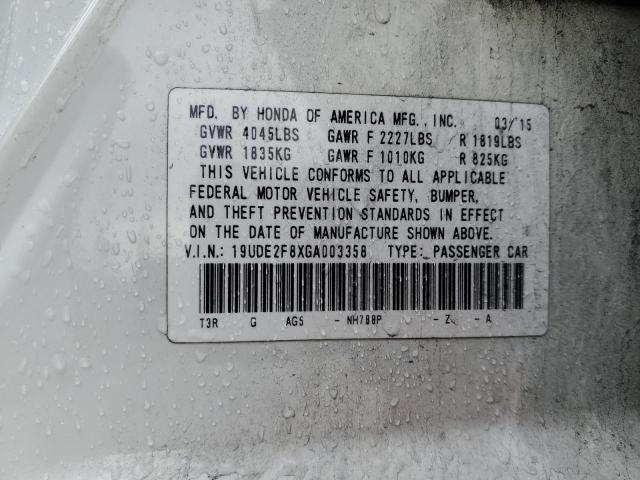 MFD. BY HONDA OF AMERICA MFG., INC. 03/15
GVWR 4045LBS GAWR F 2227LBS R 1819LBS
GVWR 1835KG GAWR F 1010KG R 825KG
THIS VEHICLE CONFORMS TO ALL APPLICABLE
FEDERAL MOTOR VEHICLE SAFETY, BUMPER,
AND THEFT PREVENTION STANDARDS IN EFFECT
ON THE DATE OF MANUFACTURE SHOWN ABOVE.
V.I.N.: 19UDE2F8XGA003358 TYPE: PASSENGER CAR
T3R G AG5 - NH788P - Z - A